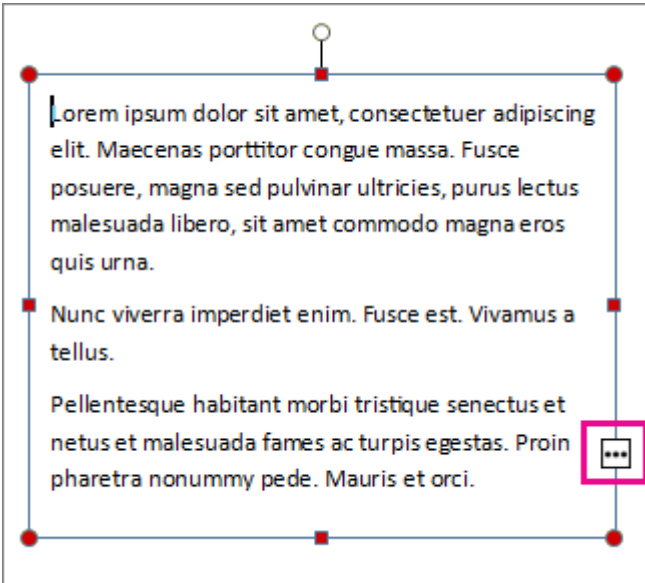 Lorem ipsum dolor sit amet, consectetuer adipiscing
elit. Maecenas porttitor congue massa. Fusce
posuere, magna sed pulvinar ultricies, purus lectus
malesuada libero, sit amet commodo magna eros
quis urna.
Nunc viverra imperdiet enim. Fusce est. Vivamus a
tellus.
Pellentesque habitant morbi tristique senectus et
netus et malesuada fames ac turpis egestas. Proin
pharetra nonummy pede. Mauris et orci.